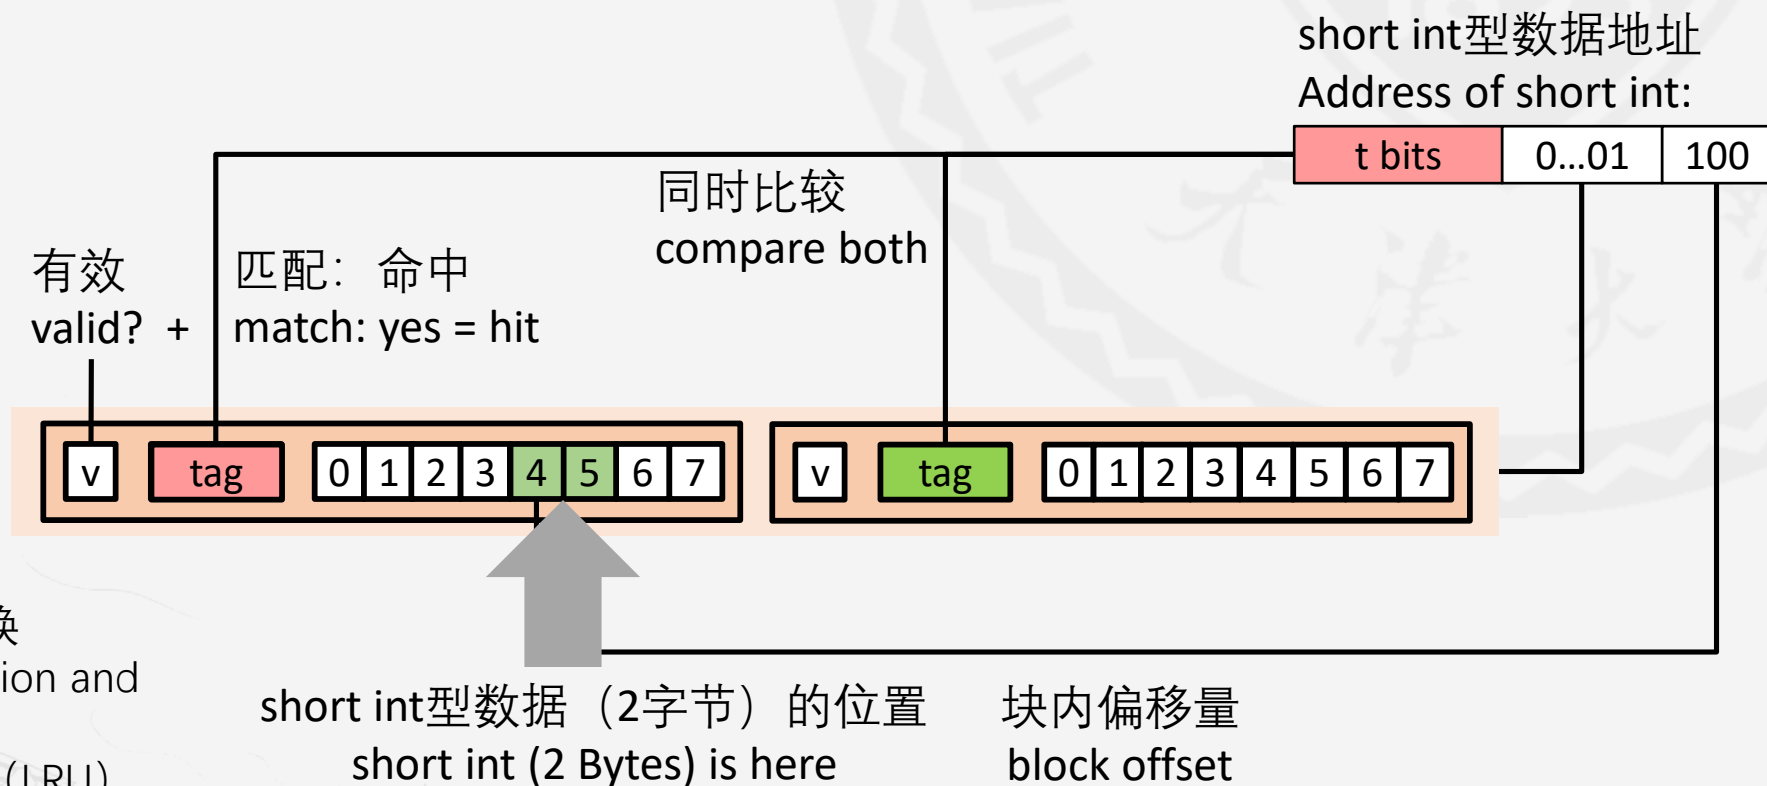 short int型数据地址
Address of short int:
t bits 0...01 100
同时比较
compare both
有效
valid? +
匹配：命中
match: yes = hit
v tag 0 1 2 3 4 5 6 7
v tag 0 1 2 3 4 5 6 7
换
ion and
(LRU)
short int型数据（2字节）的位置
short int (2 Bytes) is here
块内偏移量
block offset